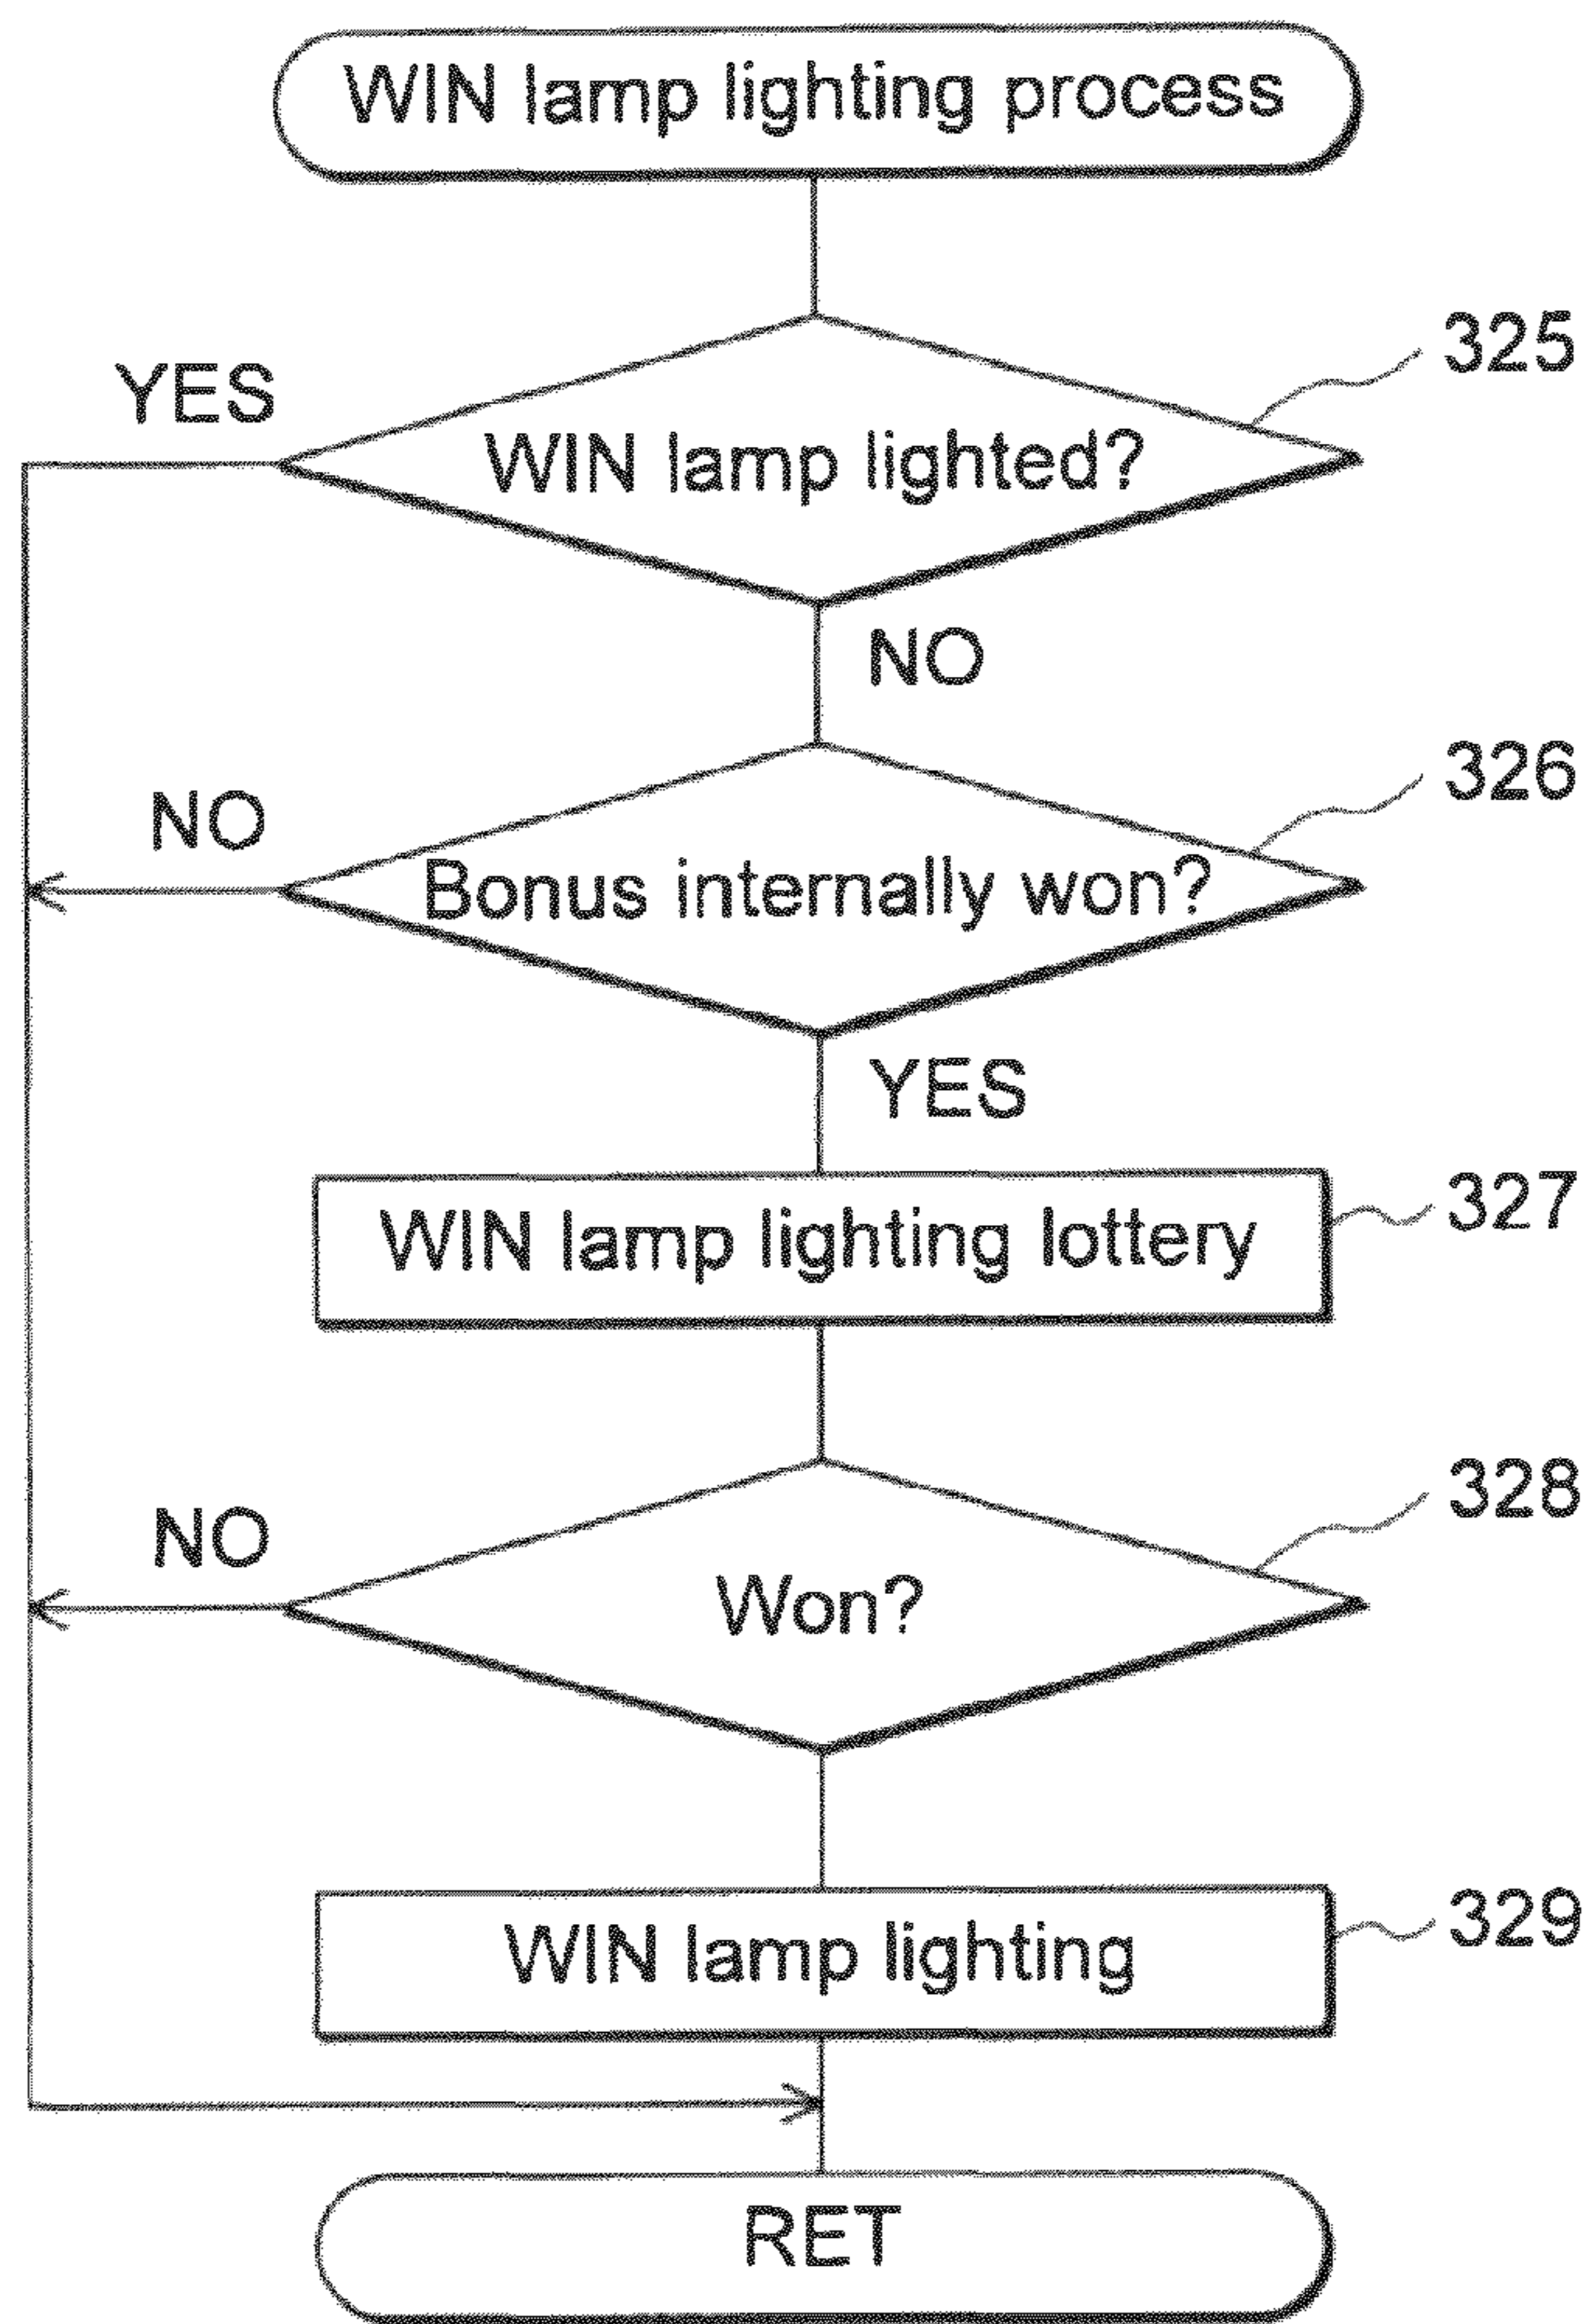 WIN lamp lighting process
325
YES
WIN lamp lighted?
NO
326
NO
Bonus internally won?
YES
WIN lamp lighting lottery
327
328
NO
Won?
WIN lamp lighting
329
RET